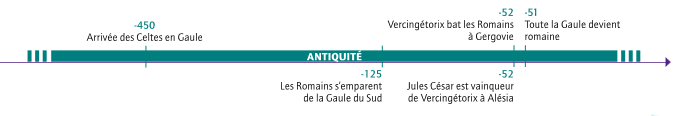 -450
Arrivée des Celtes en Gaule
-52
Vercingétorix bat les Romains
à Gergovie
-51
Toute la Gaule devient
romaine
ANTIQUITÉ
-125
Les Romains s'emparent
de la Gaule du Sud
-52
Jules César est vainqueur
de Vercingétorix à Alésia